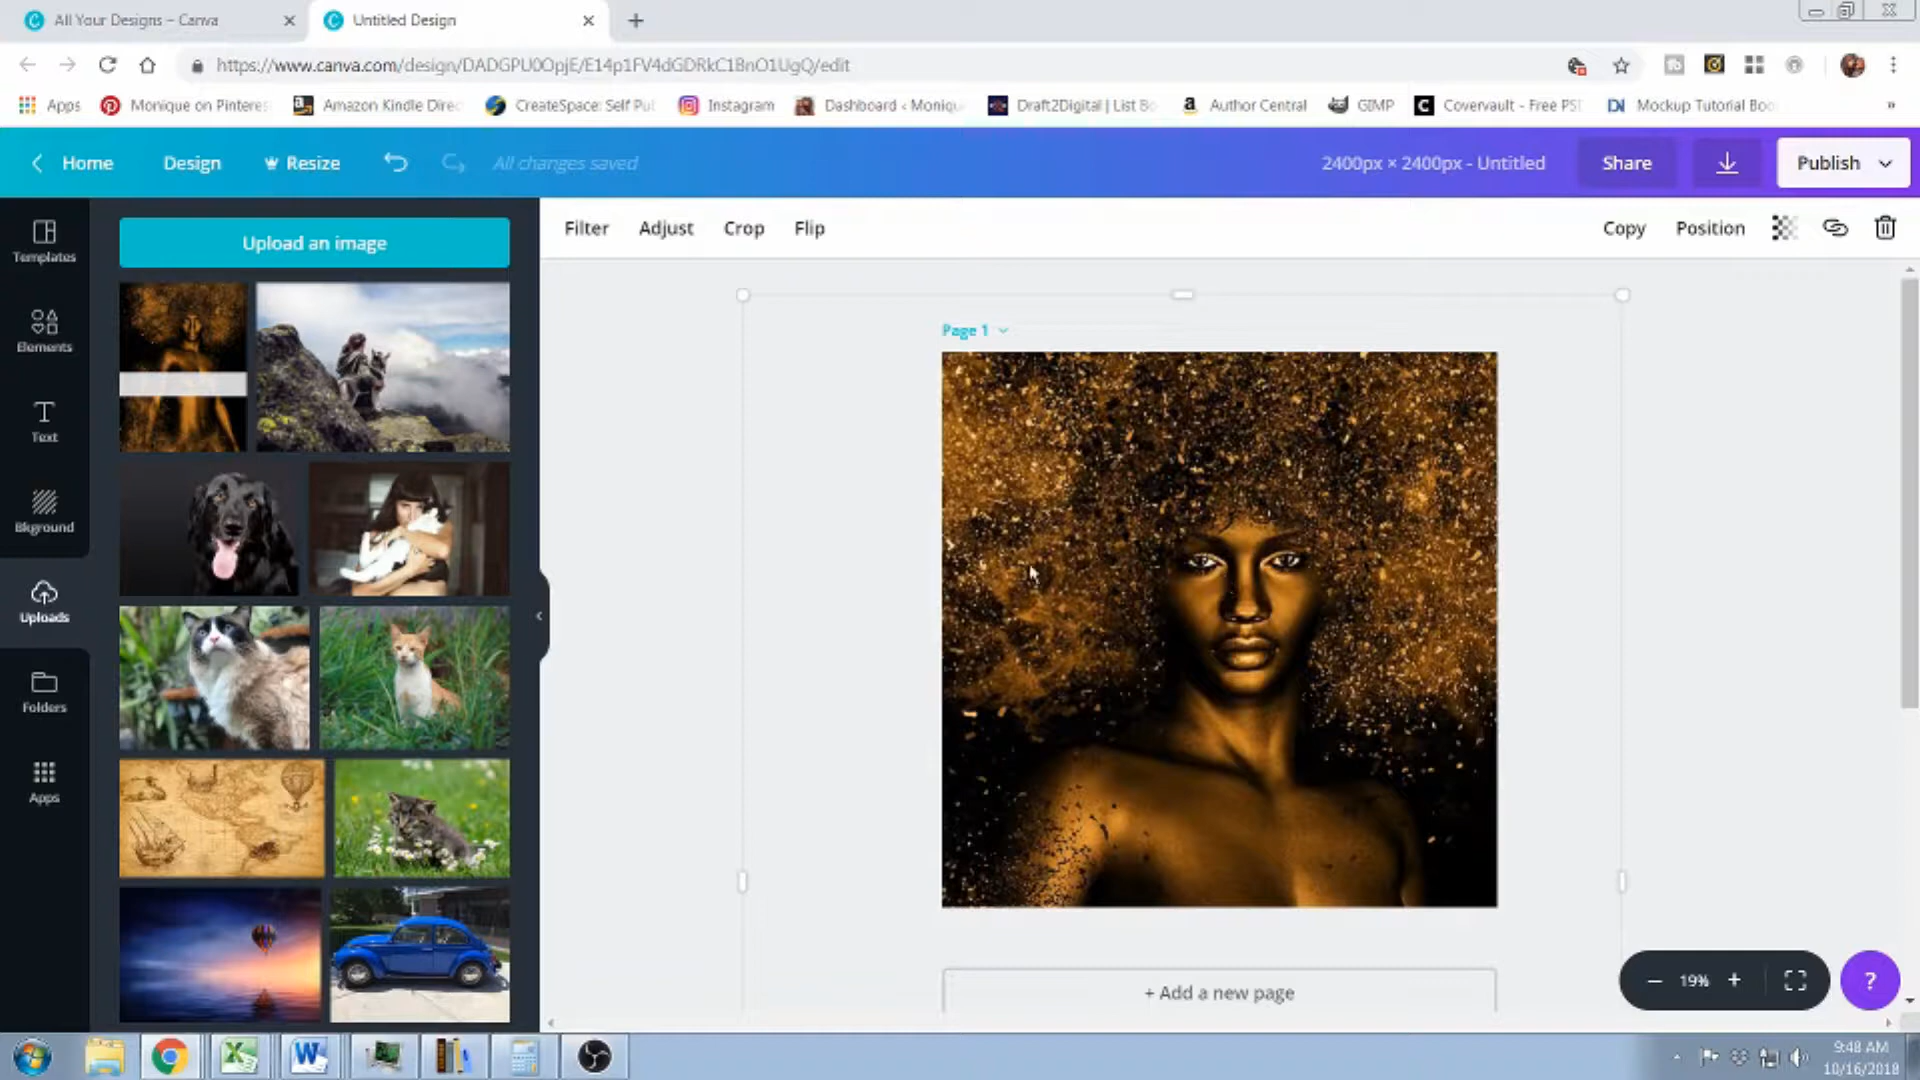 All Your Designs – Canva
Untitled Design
https://www.canva.com/design/DADGPU0OpjE/E14p1FV4dGDRkC1BnO1UgQ/edit
Apps
Monique on Pinteres
Amazon Kindle Direc
CreateSpace: Self Pul
Instagram
Dashboard ‹ Moniqu
Draft2Digital | List Bo
Author Central
GIMP
Covervault - Free PS
Mockup Tutorial Boo
Home
Design
Resize
All changes saved
2400px × 2400px - Untitled
Share
Publish
Templates
Elements
Text
Bkground
Uploads
Folders
Apps
Upload an image
Filter
Adjust
Crop
Flip
Copy
Position
Page 1
+ Add a new page
19%
?
9:48 AM
10/16/2018